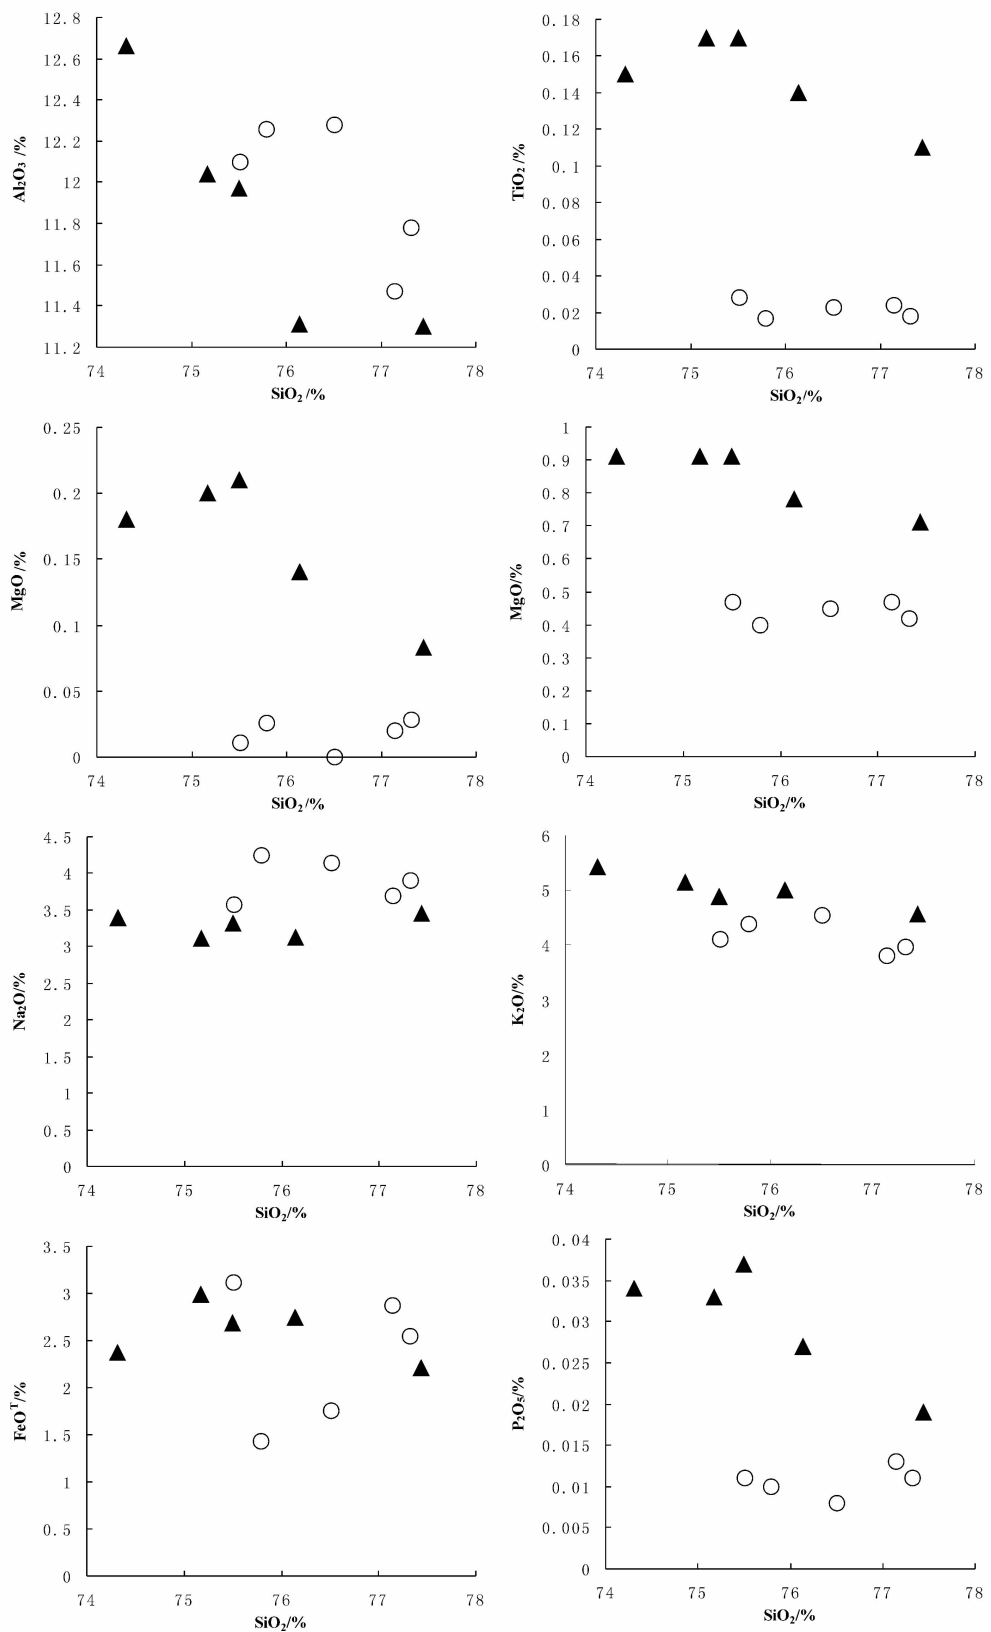 12.8
12.6
12.4
12.2
12
11.8
11.6
11.4
11.2
Al₂O₃ /%
74 75 76 77 78
SiO₂ /%
0.18
0.16
0.14
0.12
0.1
0.08
0.06
0.04
0.02
0
TiO₂ /%
74 75 76 77 78
SiO₂ /%
0.25
0.2
0.15
0.1
0.05
0
MgO /%
74 75 76 77 78
SiO₂ /%
1
0.9
0.8
0.7
0.6
0.5
0.4
0.3
0.2
0.1
0
MgO/%
74 75 76 77 78
SiO₂/%
4.5
4
3.5
3
2.5
2
1.5
1
0.5
0
Na₂O/%
74 75 76 77 78
SiO₂/%
6
5
4
3
2
1
0
K₂O/%
74 75 76 77 78
SiO₂/%
3.5
3
2.5
2
1.5
1
0.5
0
FeOᵀ/%
74 75 76 77 78
SiO₂/%
0.04
0.035
0.03
0.025
0.02
0.015
0.01
0.005
0
P₂O₅/%
74 75 76 77 78
SiO₂/%